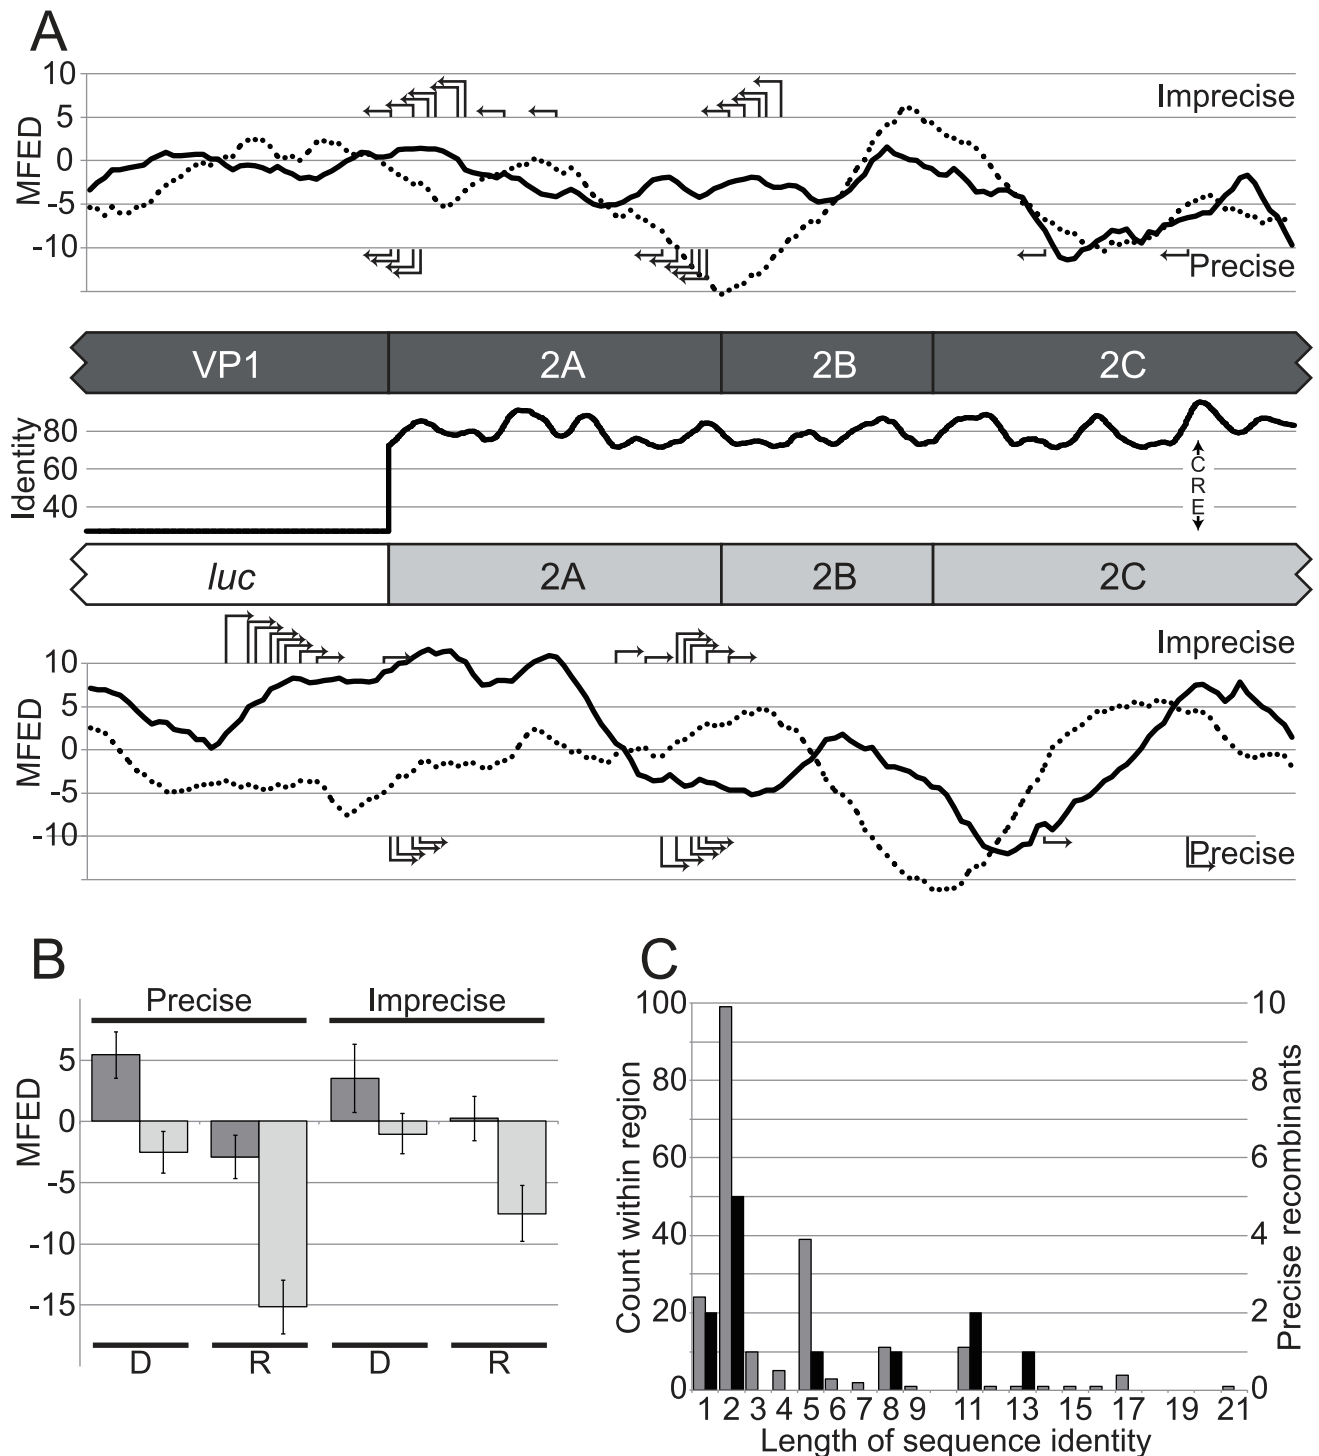 A
10
5
0
-5
-10
MFED
Imprecise
Precise
VP1 2A 2B 2C
80
60
40
Identity
CRE
luc 2A 2B 2C
10
5
0
-5
-10
MFED
Imprecise
Precise
B
Precise Imprecise
5
0
-5
-10
-15
MFED
D R D R
C
100
80
60
40
20
0
Count within region
10
8
6
4
2
0
Precise recombinants
1 2 3 4 5 6 7 8 9 11 13 15 17 19 21
Length of sequence identity